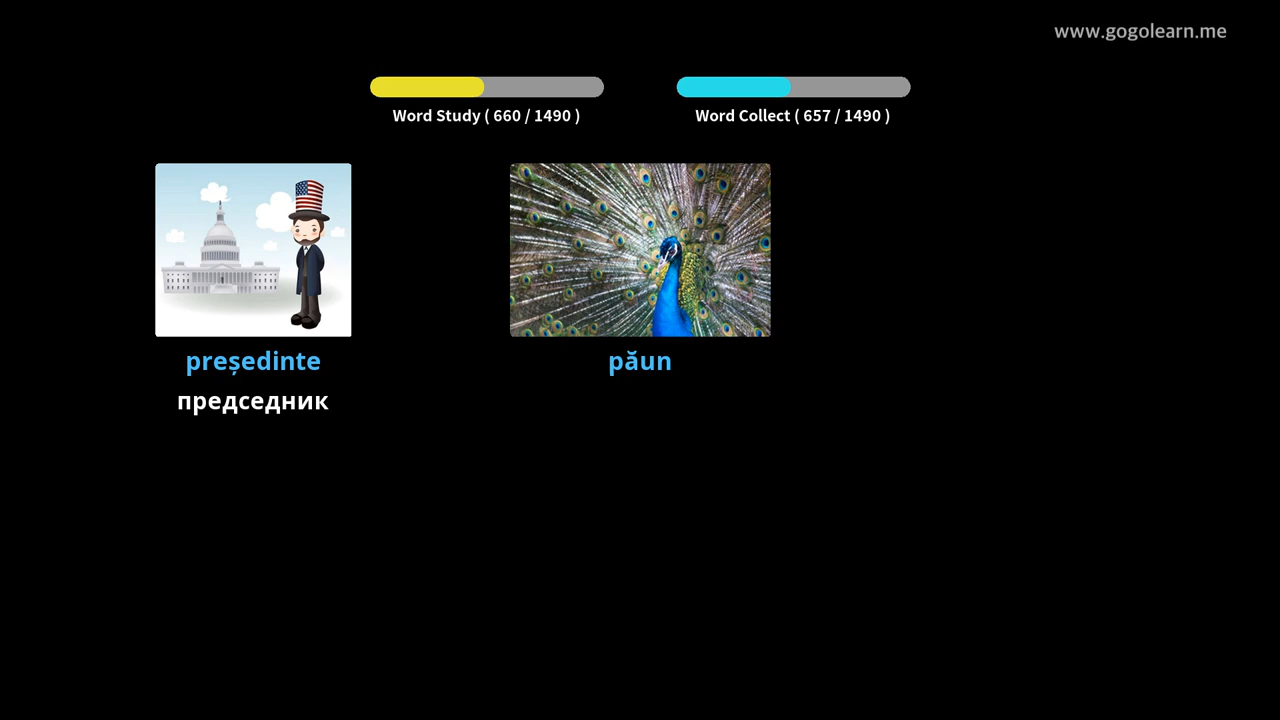 www.gogolearn.me
Word Study ( 660 / 1490 )
Word Collect ( 657 / 1490 )
președinte
păun
председник